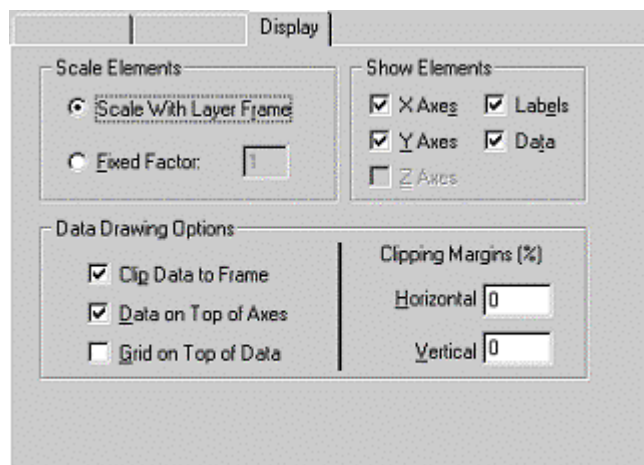 Display
Scale Elements
Scale With Layer Frame
Fixed Factor: 1
Show Elements
X Axes Labels
Y Axes Data
Z Axes
Data Drawing Options
Clip Data to Frame
Data on Top of Axes
Grid on Top of Data
Clipping Margins (%)
Horizontal 0
Vertical 0